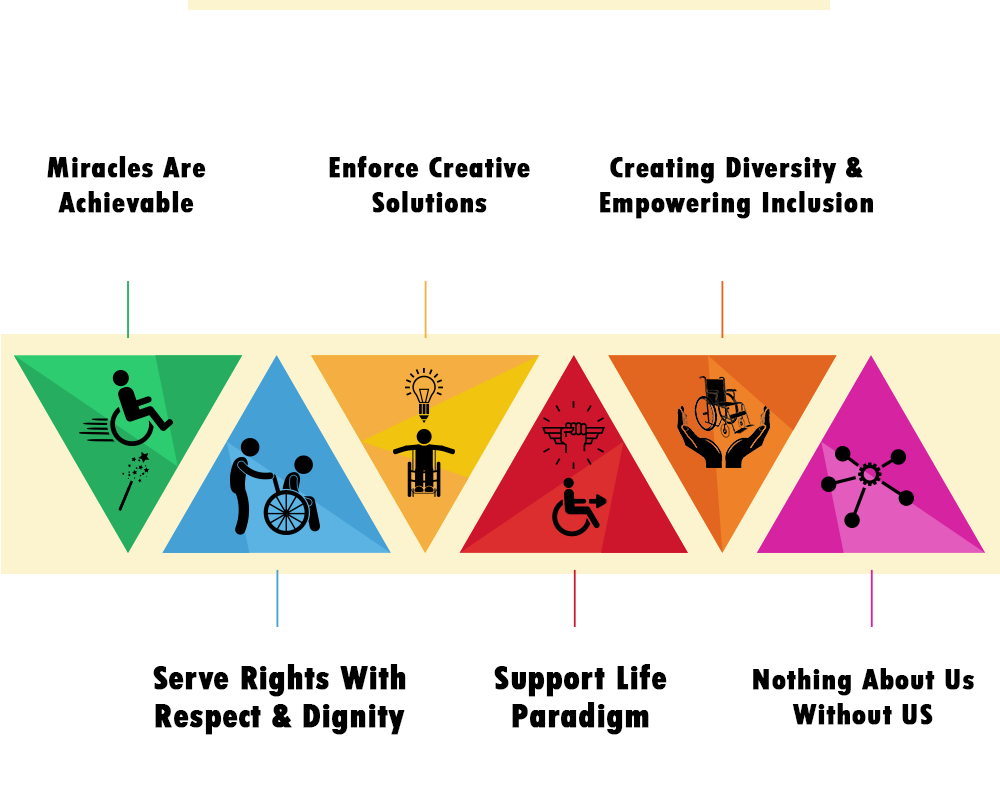 Miracles Are
Achievable
Enforce Creative
Solutions
Creating Diversity &
Empowering Inclusion
Serve Rights With
Respect & Dignity
Support Life
Paradigm
Nothing About Us
Without US